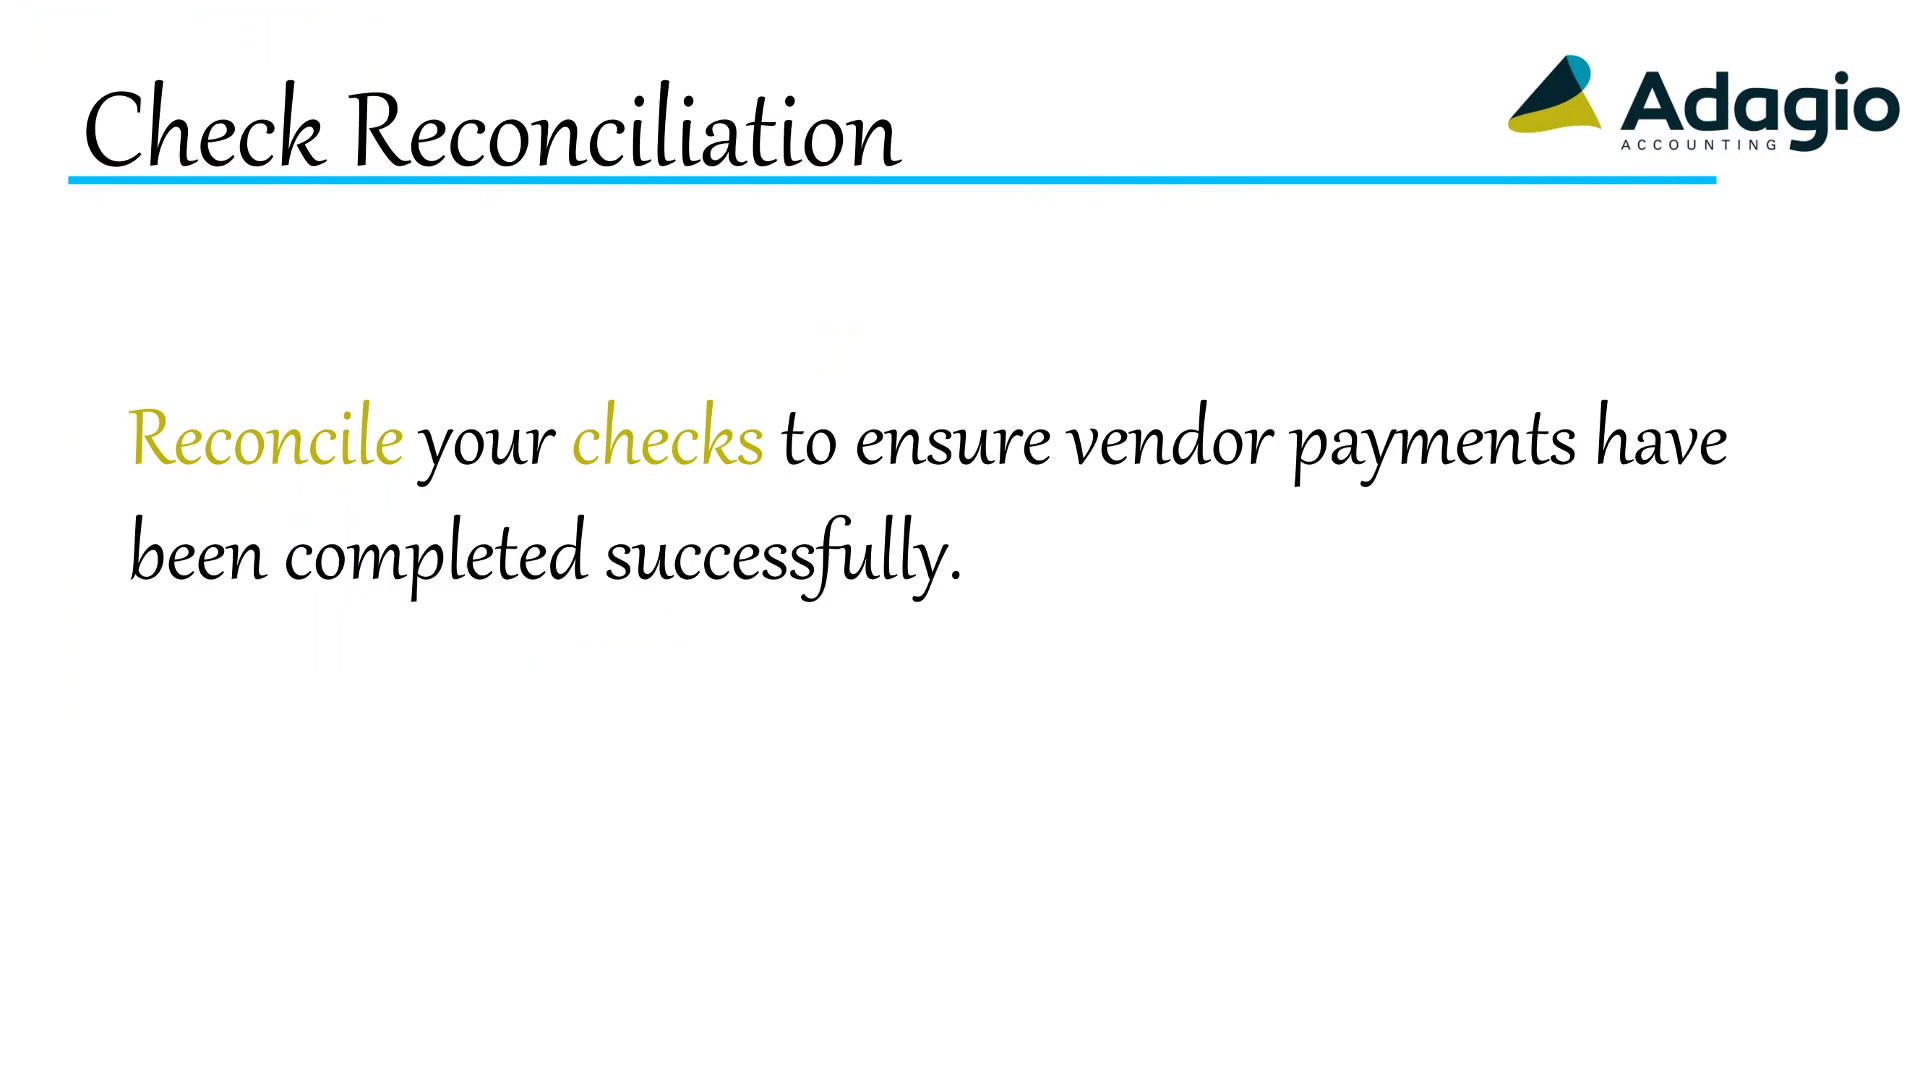 Check Reconciliation
Adagio
ACCOUNTING
Reconcile your checks to ensure vendor payments have
been completed successfully.